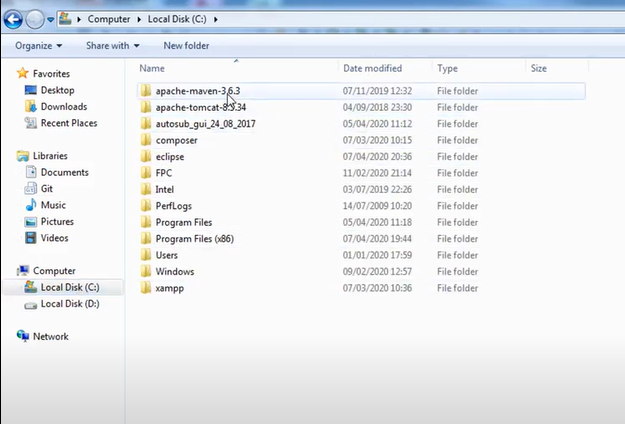 Computer Local Disk (C:)
Organize Share with New folder
Favorites
Desktop
Downloads
Recent Places
Libraries
Documents
Git
Music
Pictures
Videos
Computer
Local Disk (C:)
Local Disk (D:)
Network
Name Date modified Type Size
apache-maven-3.6.3 07/11/2019 12:32 File folder
apache-tomcat-8.5.34 04/09/2018 23:30 File folder
autosub_gui_24_08_2017 05/04/2020 11:12 File folder
composer 07/03/2020 10:15 File folder
eclipse 07/04/2020 20:36 File folder
FPC 11/02/2020 21:14 File folder
Intel 03/07/2019 22:26 File folder
PerfLogs 14/07/2009 10:20 File folder
Program Files 05/04/2020 11:18 File folder
Program Files (x86) 07/04/2020 19:44 File folder
Users 01/01/2020 17:59 File folder
Windows 09/02/2020 12:57 File folder
xampp 07/03/2020 10:36 File folder